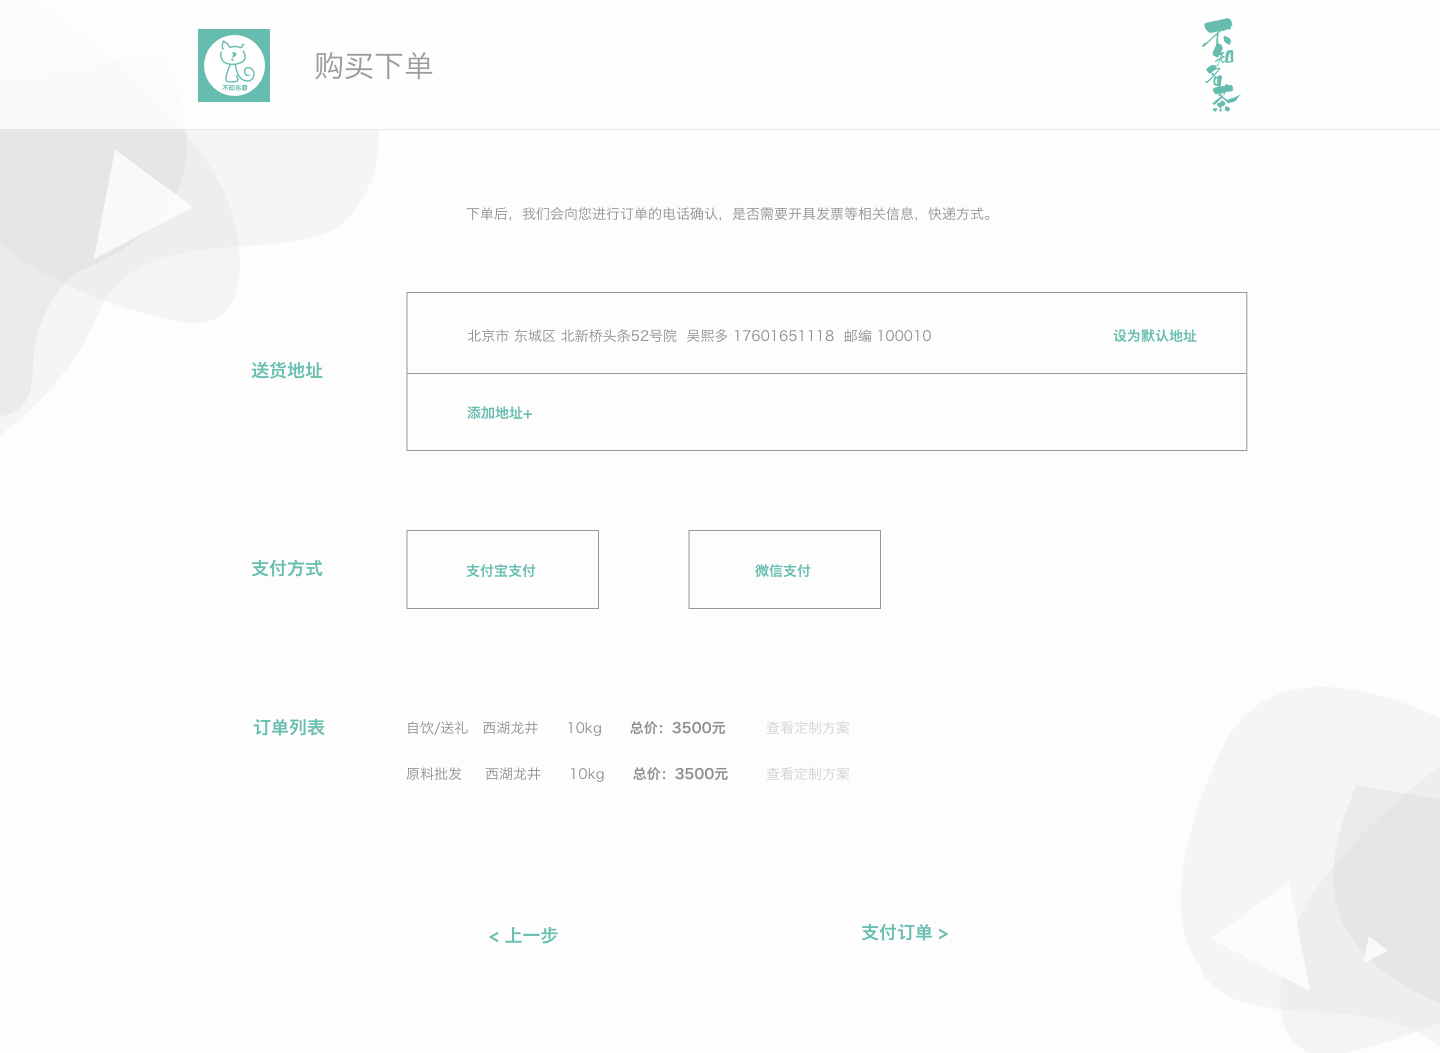 不知名茶
购买下单
不知名茶
下单后，我们会向您进行订单的电话确认，是否需要开具发票等相关信息，快递方式。
送货地址
北京市 东城区 北新桥头条52号院 吴熙多 17601651118 邮编 100010 设为默认地址
添加地址+
支付方式
支付宝支付 微信支付
订单列表
自饮/送礼 西湖龙井 10kg 总价：3500元 查看定制方案
原料批发 西湖龙井 10kg 总价：3500元 查看定制方案
< 上一步 支付订单 >